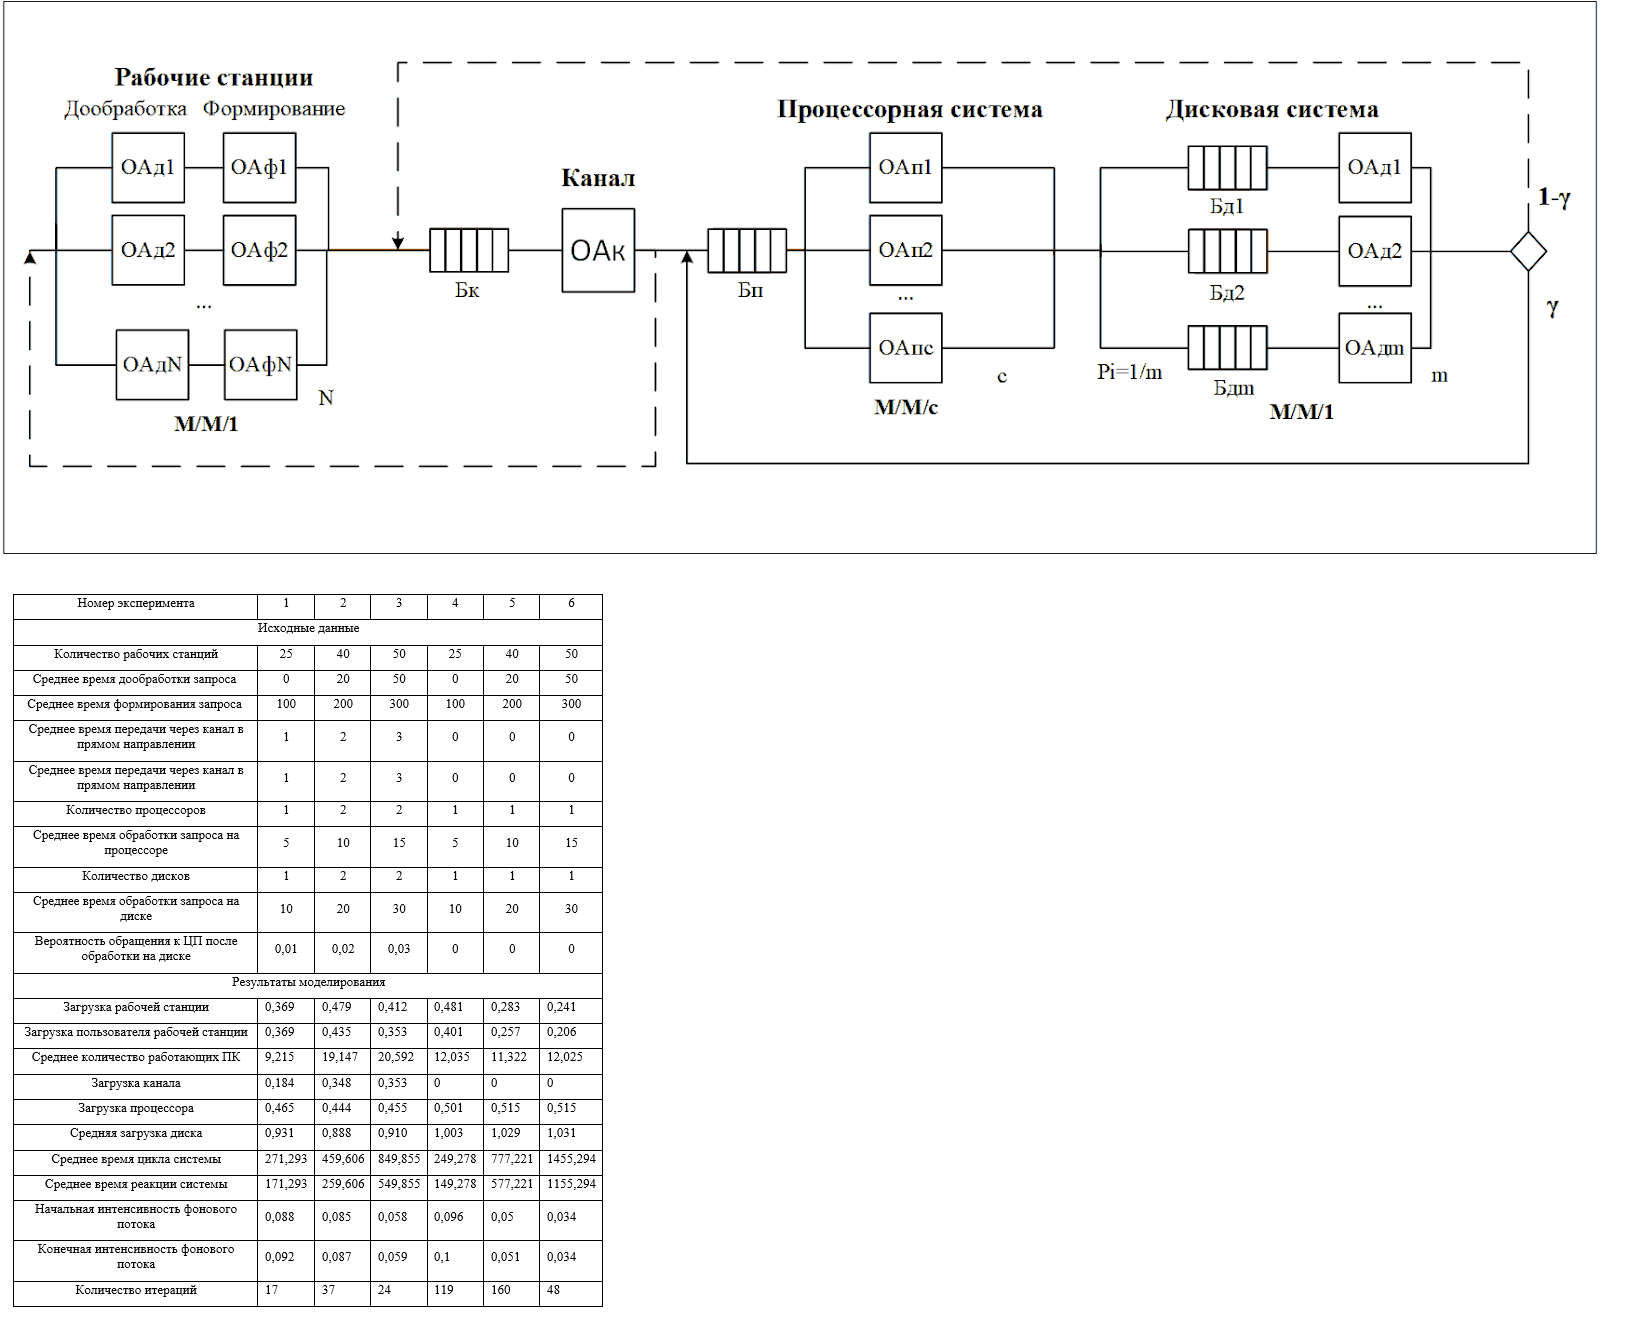 Рабочие станции
Дообработка Формирование
ОАд1 ОАф1
ОАд2 ОАф2
...
ОАдN ОАфN
N
M/M/1
Бк
Канал
ОАк
Бп
Процессорная система
ОАп1
ОАп2
...
ОАпс
с
M/M/c
Дисковая система
Бд1
ОАд1
Бд2
ОАд2
...
Pi=1/m
Бдm
ОАдm
m
M/M/1
1-γ
γ
Номер эксперимента 1 2 3 4 5 6
Исходные данные
Количество рабочих станций 25 40 50 25 40 50
Среднее время дообработки запроса 0 20 50 0 20 50
Среднее время формирования запроса 100 200 300 100 200 300
Среднее время передачи через канал в
прямом направлении 1 2 3 0 0 0
Среднее время передачи через канал в
прямом направлении 1 2 3 0 0 0
Количество процессоров 1 2 2 1 1 1
Среднее время обработки запроса на
процессоре 5 10 15 5 10 15
Количество дисков 1 2 2 1 1 1
Среднее время обработки запроса на
диске 10 20 30 10 20 30
Вероятность обращения к ЦП после
обработки на диске 0,01 0,02 0,03 0 0 0
Результаты моделирования
Загрузка рабочей станции 0,369 0,479 0,412 0,481 0,283 0,241
Загрузка пользователя рабочей станции 0,369 0,435 0,353 0,401 0,257 0,206
Среднее количество работающих ПК 9,215 19,147 20,592 12,035 11,322 12,025
Загрузка канала 0,184 0,348 0,353 0 0 0
Загрузка процессора 0,465 0,444 0,455 0,501 0,515 0,515
Средняя загрузка диска 0,931 0,888 0,910 1,003 1,029 1,031
Среднее время цикла системы 271,293 459,606 849,855 249,278 777,221 1455,294
Среднее время реакции системы 171,293 259,606 549,855 149,278 577,221 1155,294
Начальная интенсивность фонового
потока 0,088 0,085 0,058 0,096 0,05 0,034
Конечная интенсивность фонового
потока 0,092 0,087 0,059 0,1 0,051 0,034
Количество итераций 17 37 24 119 160 48